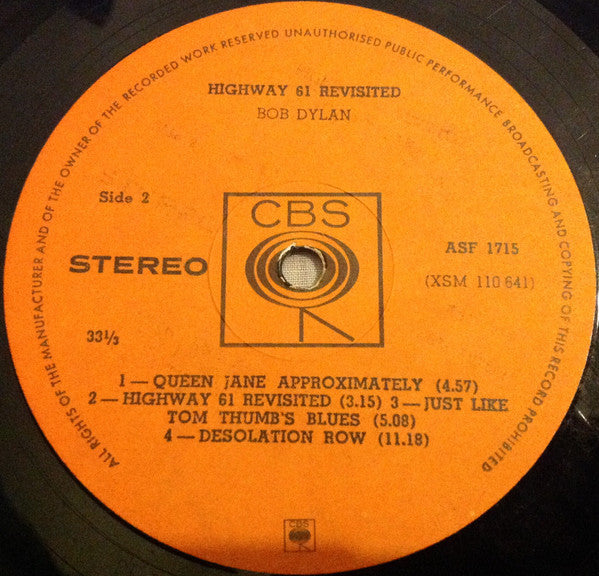 ALL RIGHTS OF THE MANUFACTURER AND OF THE OWNER OF THE RECORDED WORK RESERVED UNAUTHORISED PUBLIC PERFORMANCE BROADCASTING AND COPYING OF THIS RECORD PROHIBITED
HIGHWAY 61 REVISITED
BOB DYLAN
Side 2
CBS
STEREO
ASF 1715
(XSM 110 641)
33⅓
1 — QUEEN JANE APPROXIMATELY (4.57)
2 — HIGHWAY 61 REVISITED (3.15) 3 — JUST LIKE
TOM THUMB'S BLUES (5.08)
4 — DESOLATION ROW (11.18)
CBS